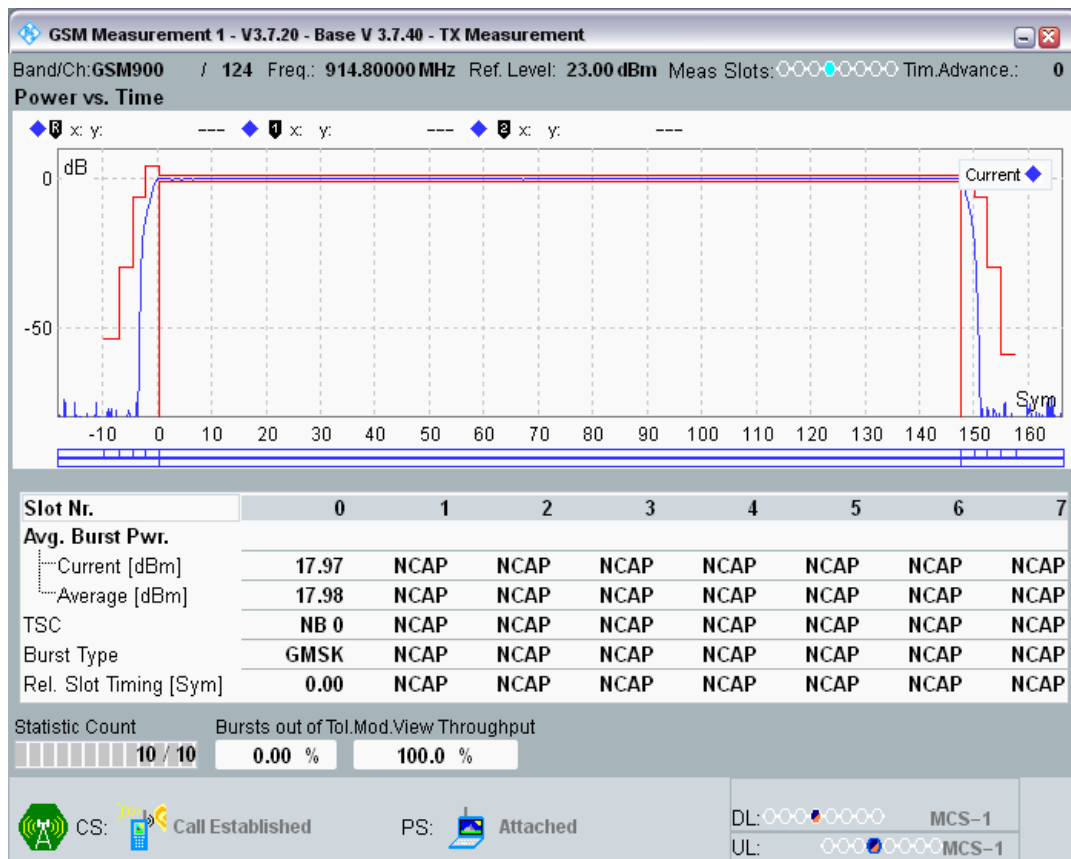 GSM Measurement 1 - V3.7.20 - Base V 3.7.40 - TX Measurement
Band/Ch:GSM900 / 124 Freq.: 914.80000 MHz Ref. Level: 23.00 dBm Meas Slots: Tim.Advance.: 0
Power vs. Time
R x: y: --- 1 x: y: --- 2 x: y: ---
dB
Current
0
-50
Sym
-10 0 10 20 30 40 50 60 70 80 90 100 110 120 130 140 150 160
Slot Nr. 0 1 2 3 4 5 6 7
Avg. Burst Pwr.
Current [dBm] 17.97 NCAP NCAP NCAP NCAP NCAP NCAP NCAP
Average [dBm] 17.98 NCAP NCAP NCAP NCAP NCAP NCAP NCAP
TSC NB 0 NCAP NCAP NCAP NCAP NCAP NCAP NCAP
Burst Type GMSK NCAP NCAP NCAP NCAP NCAP NCAP NCAP
Rel. Slot Timing [Sym] 0.00 NCAP NCAP NCAP NCAP NCAP NCAP NCAP
Statistic Count Bursts out of Tol.Mod.View Throughput
10 / 10 0.00 % 100.0 %
CS: Call Established PS: Attached
DL: MCS-1
UL: MCS-1